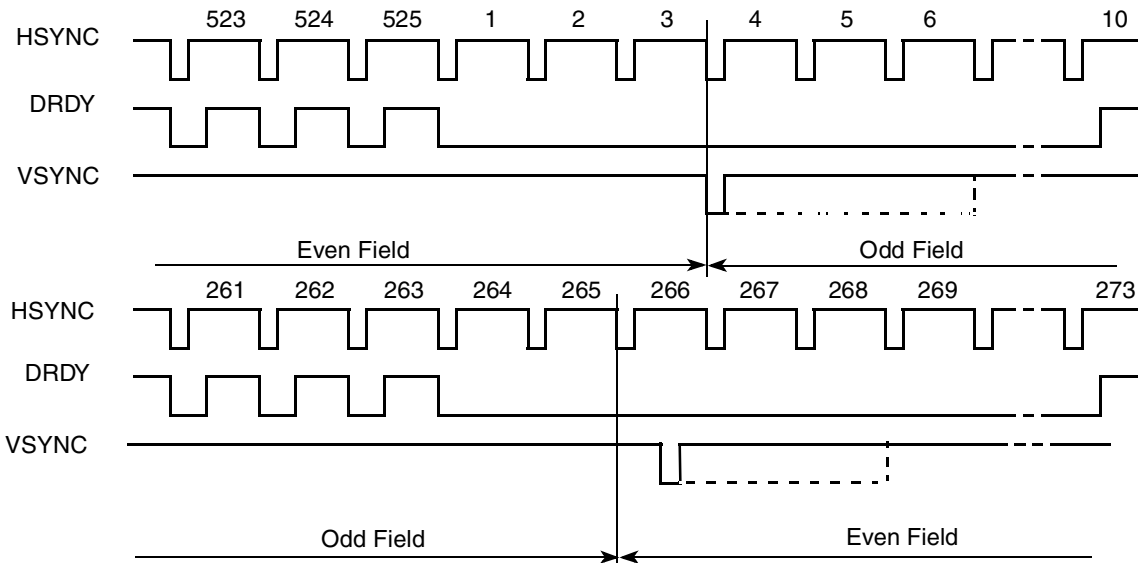 523 524 525 1 2 3 4 5 6 10
HSYNC
DRDY
VSYNC
Even Field Odd Field
261 262 263 264 265 266 267 268 269 273
HSYNC
DRDY
VSYNC
Odd Field Even Field